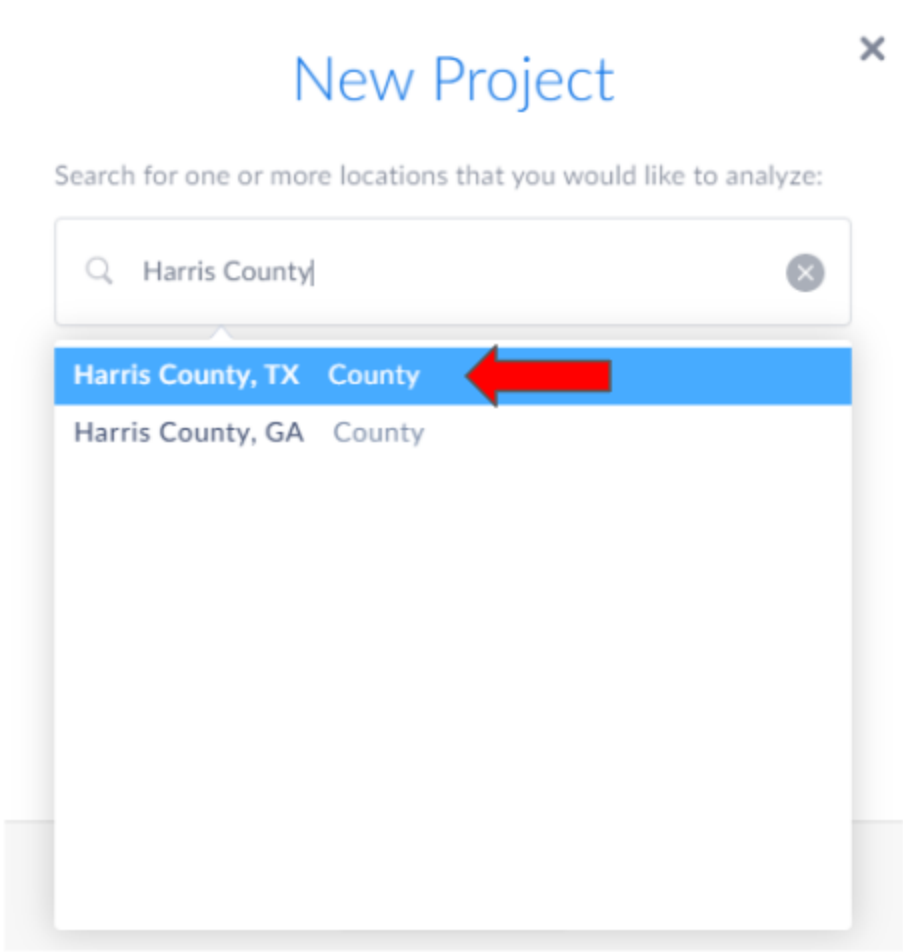 New Project
Search for one or more locations that you would like to analyze:
Harris County
Harris County, TX County
Harris County, GA County